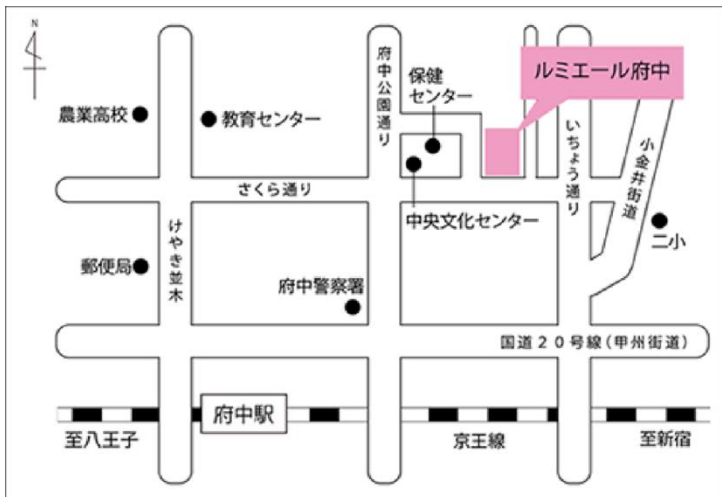 N
ルミエール府中
保健
センター
府中公園通り
農業高校
教育センター
いちょう通り
小金井街道
さくら通り
中央文化センター
けやき並木
二小
郵便局
府中警察署
国道20号線(甲州街道)
府中駅
至八王子
京王線
至新宿